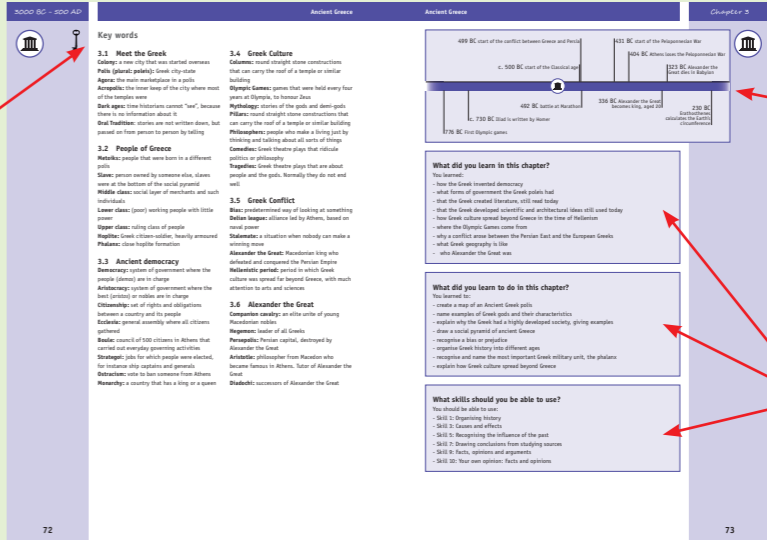 3000 BC - 500 AD
Ancient Greece
Key words
3.1 Meet the Greek
Colony: a new city that was started overseas
Polis (plural: poleis): Greek city-state
Agora: the main marketplace in a polis
Acropolis: the inner keep of the city where most
of the temples were
Dark ages: time historians cannot "see", because
there is no information about it
Oral Tradition: stories are not written down, but
passed on from person to person by telling
3.2 People of Greece
Metoiks: people that were born in a different
polis
Slave: person owned by someone else, slaves
were at the bottom of the social pyramid
Middle class: social layer of merchants and such
individuals
Lower class: (poor) working people with little
power
Upper class: ruling class of people
Hoplite: Greek citizen-soldier, heavily armoured
Phalanx: close hoplite formation
3.3 Ancient democracy
Democracy: system of government where the
people (demos) are in charge
Aristocracy: system of government where the
best (aristos) or nobles are in charge
Citizenship: set of rights and obligations
between a country and its people
Ecclesia: general assembly where all citizens
gathered
Boule: council of 500 citizens in Athens that
carried out everyday governing activities
Strategoi: jobs for which people were elected,
for instance ship captains and generals
Ostracism: vote to ban someone from Athens
Monarchy: a country that has a king or a queen
3.4 Greek Culture
Columns: round straight stone constructions
that can carry the roof of a temple or similar
building
Olympic Games: games that were held every four
years at Olympia, to honour Zeus
Mythology: stories of the gods and demi-gods
Pillars: round straight stone constructions that
can carry the roof of a temple or similar building
Philosophers: people who make a living just by
thinking and talking about all sorts of things
Comedies: Greek theatre plays that ridicule
politics or philosophy
Tragedies: Greek theatre plays that are about
people and the gods. Normally they do not end
well
3.5 Greek Conflict
Bias: predetermined way of looking at something
Delian league: alliance led by Athens, based on
naval power
Stalemate: a situation when nobody can make a
winning move
Alexander the Great: Macedonian king who
defeated and conquered the Persian Empire
Hellenistic period: period in which Greek
culture was spread far beyond Greece, with much
attention to arts and sciences
3.6 Alexander the Great
Companion cavalry: an elite unite of young
Macedonian nobles
Hegemon: leader of all Greeks
Persepolis: Persian capital, destroyed by
Alexander the Great
Aristotle: philosopher from Macedon who
became famous in Athens. Tutor of Alexander the
Great
Diadochi: successors of Alexander the Great
72
Ancient Greece
Chapter 3
499 BC start of the conflict between Greece and Persia
431 BC start of the Peloponnesian War
404 BC Athens loses the Peloponnesian War
c. 500 BC start of the Classical age
323 BC Alexander the
Great dies in Babylon
492 BC battle at Marathon
336 BC Alexander the Great
becomes king, aged 20
230 BC
Erathosthenes
calculates the Earth's
circumference
c. 730 BC Iliad is written by Homer
776 BC First Olympic games
What did you learn in this chapter?
You learned:
- how the Greek invented democracy
- what forms of government the Greek poleis had
- that the Greek created literature, still read today
- that the Greek developed scientific and architectural ideas still used today
- how Greek culture spread beyond Greece in the time of Hellenism
- where the Olympic Games come from
- why a conflict arose between the Persian East and the European Greeks
- what Greek geography is like
- who Alexander the Great was
What did you learn to do in this chapter?
You learned to:
- create a map of an Ancient Greek polis
- name examples of Greek gods and their characteristics
- explain why the Greek had a highly developed society, giving examples
- draw a social pyramid of ancient Greece
- recognise a bias or prejudice
- organise Greek history into different ages
- recognise and name the most important Greek military unit, the phalanx
- explain how Greek culture spread beyond Greece
What skills should you be able to use?
You should be able to use:
- Skill 1: Organising history
- Skill 3: Causes and effects
- Skill 5: Recognising the influence of the past
- Skill 7: Drawing conclusions from studying sources
- Skill 9: Facts, opinions and arguments
- Skill 10: Your own opinion: Facts and opinions
73